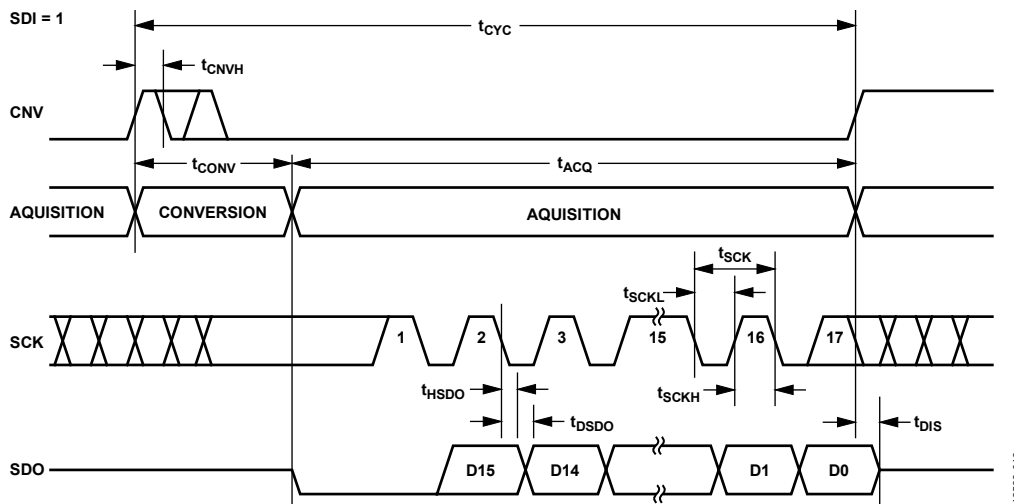 SDI = 1
tCYC
tCNVH
CNV
tCONV
tACQ
AQUISITION
CONVERSION
AQUISITION
tSCK
tSCKL
SCK
1
2
3
15
16
17
tHSDO
tSCKH
tDSDO
tDIS
SDO
D15
D14
D1
D0